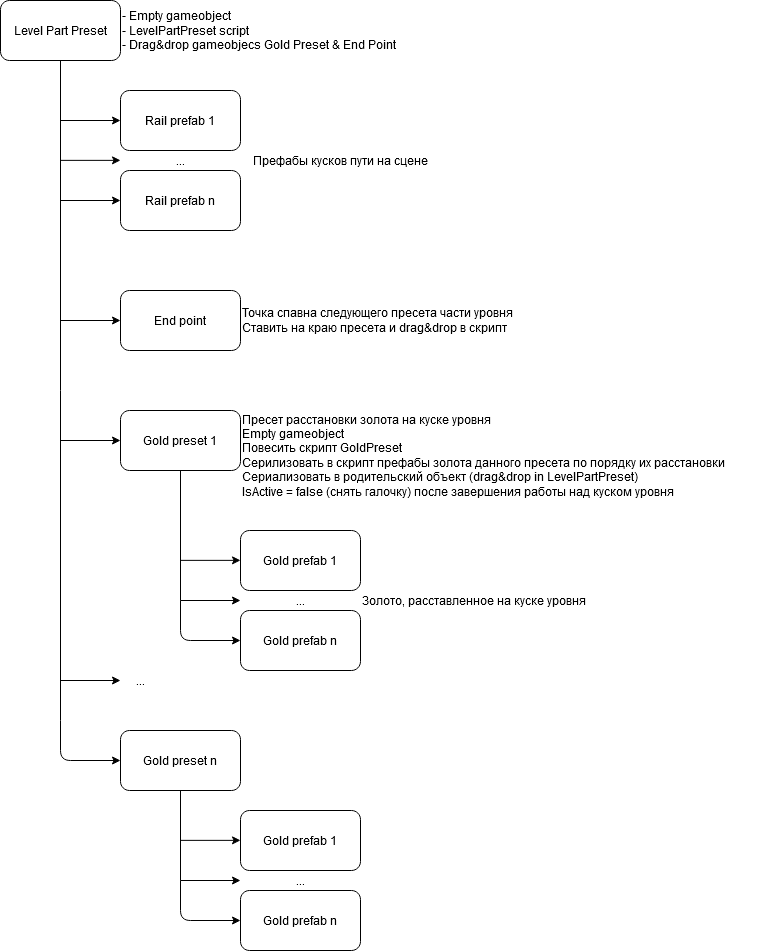 Level Part Preset
- Empty gameobject
- LevelPartPreset script
- Drag&drop gameobjecs Gold Preset & End Point
Rail prefab 1
...
Префабы кусков пути на сцене
Rail prefab n
End point
Точка спавна следующего пресета части уровня
Ставить на краю пресета и drag&drop в скрипт
Gold preset 1
Пресет расстановки золота на куске уровня
Empty gameobject
Повесить скрипт GoldPreset
Серилизовать в скрипт префабы золота данного пресета по порядку их расстановки
Сериализовать в родительский объект (drag&drop in LevelPartPreset)
IsActive = false (снять галочку) после завершения работы над куском уровня
Gold prefab 1
...
Золото, расставленное на куске уровня
Gold prefab n
...
Gold preset n
Gold prefab 1
...
Gold prefab n